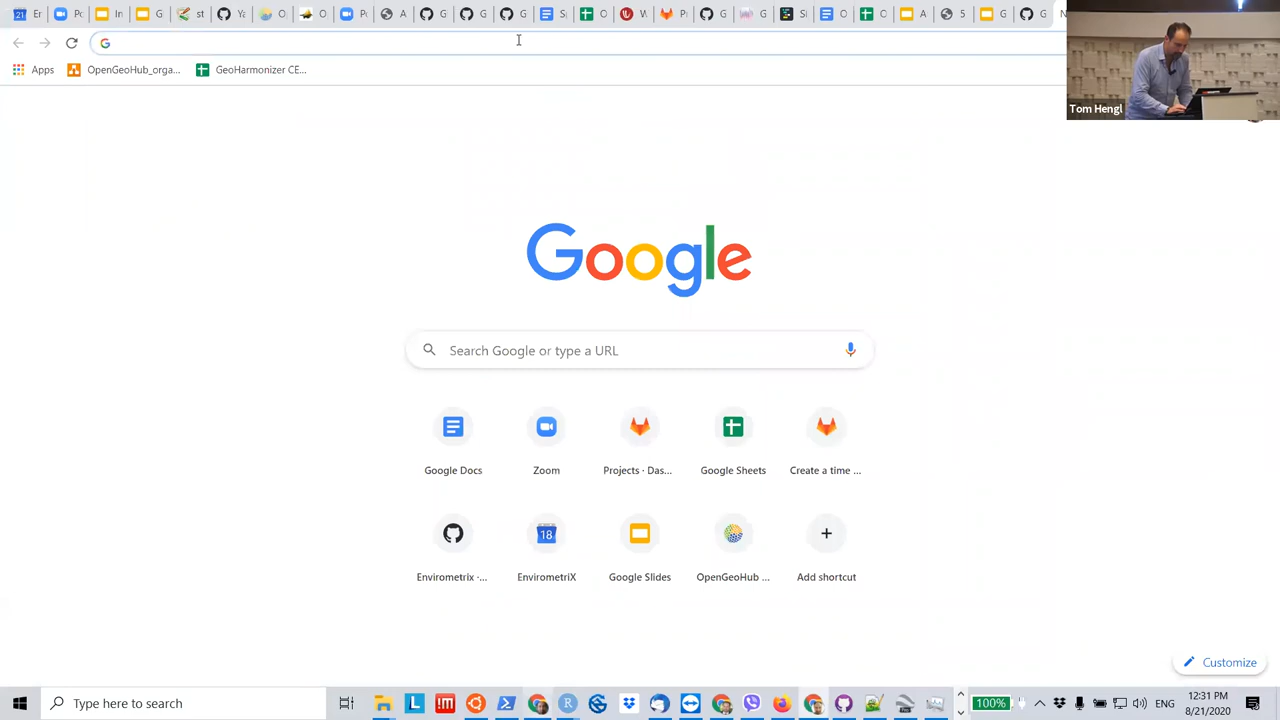 Apps
OpenGeoHub_orga...
GeoHarmonizer CE...
Tom Hengl
Google
Search Google or type a URL
Google Docs
Zoom
Projects · Das...
Google Sheets
Create a time ...
18
Envirometrix ·...
EnvirometriX
Google Slides
OpenGeoHub ...
Add shortcut
Customize
Type here to search
100%
ENG
12:31 PM
8/21/2020